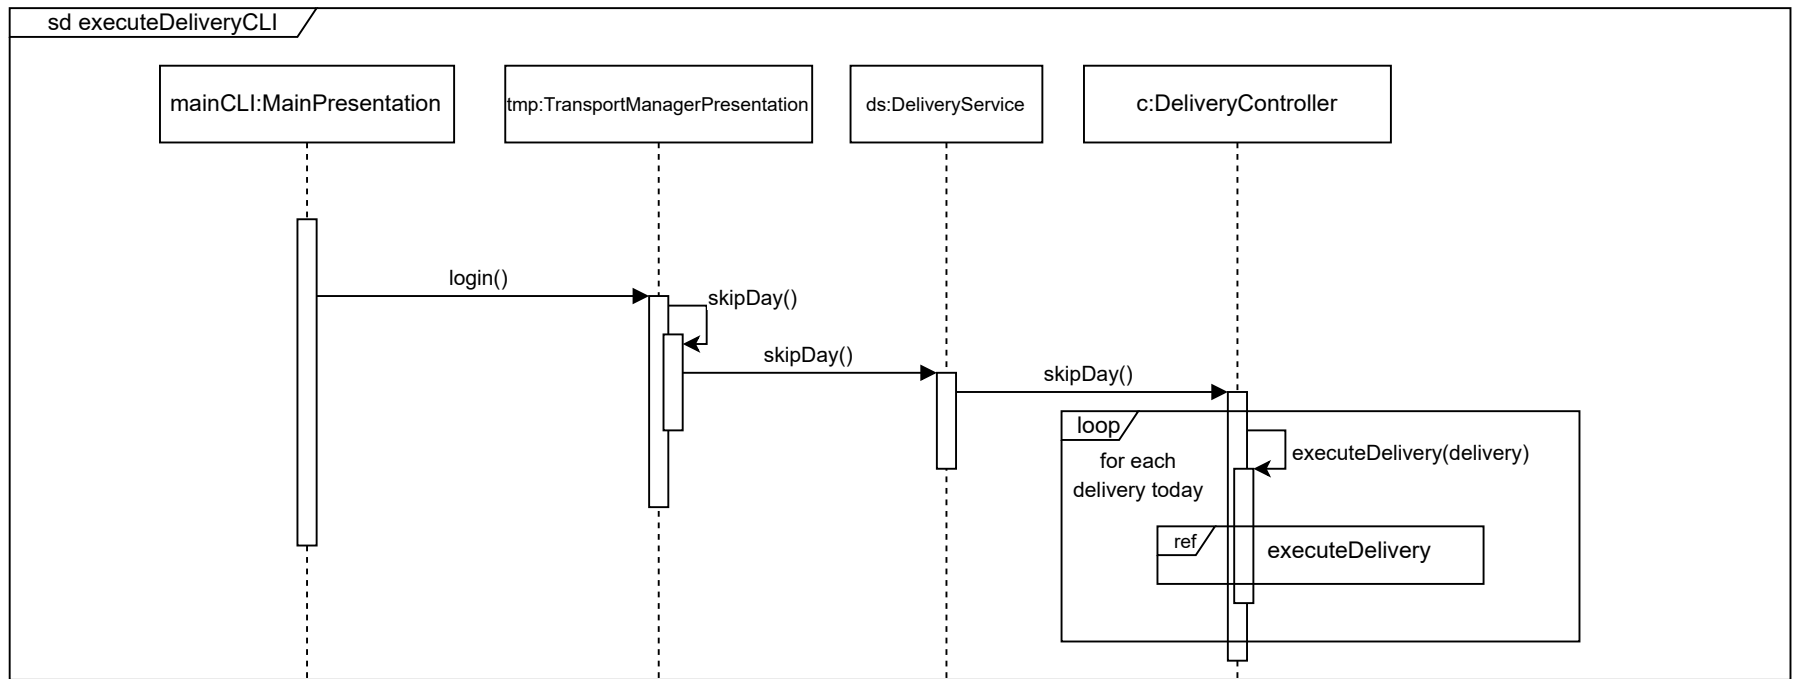 sd executeDeliveryCLI
mainCLI:MainPresentation
tmp:TransportManagerPresentation
ds:DeliveryService
c:DeliveryController
login()
skipDay()
skipDay()
skipDay()
loop
for each
delivery today
executeDelivery(delivery)
ref
executeDelivery